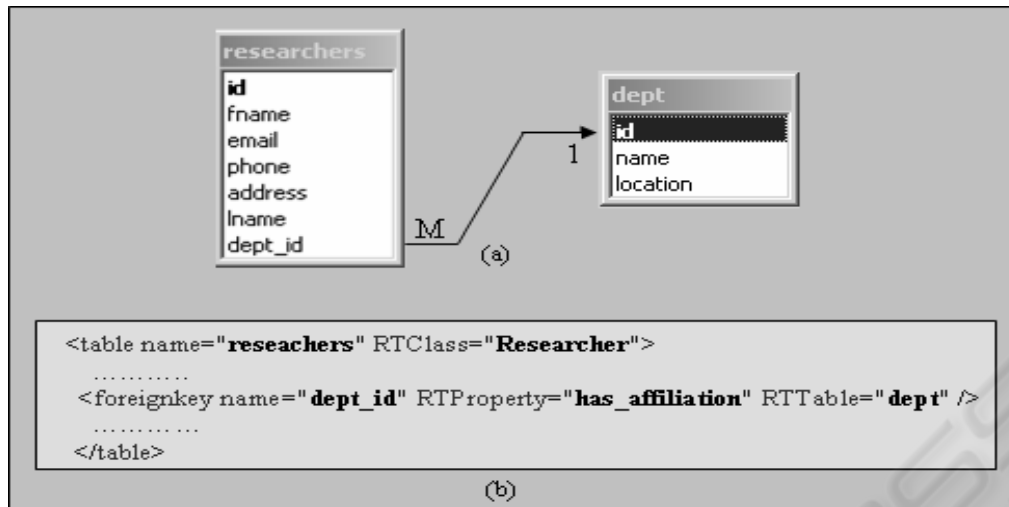 researchers
id
fname
email
phone
address
lname
dept_id
M
1
dept
id
name
location
(a)
<table name="reseachers" RTClass="Researcher">
...........
<foreignkey name="dept_id" RTProperty="has_affiliation" RTTable="dept" />
............
</table>
(b)